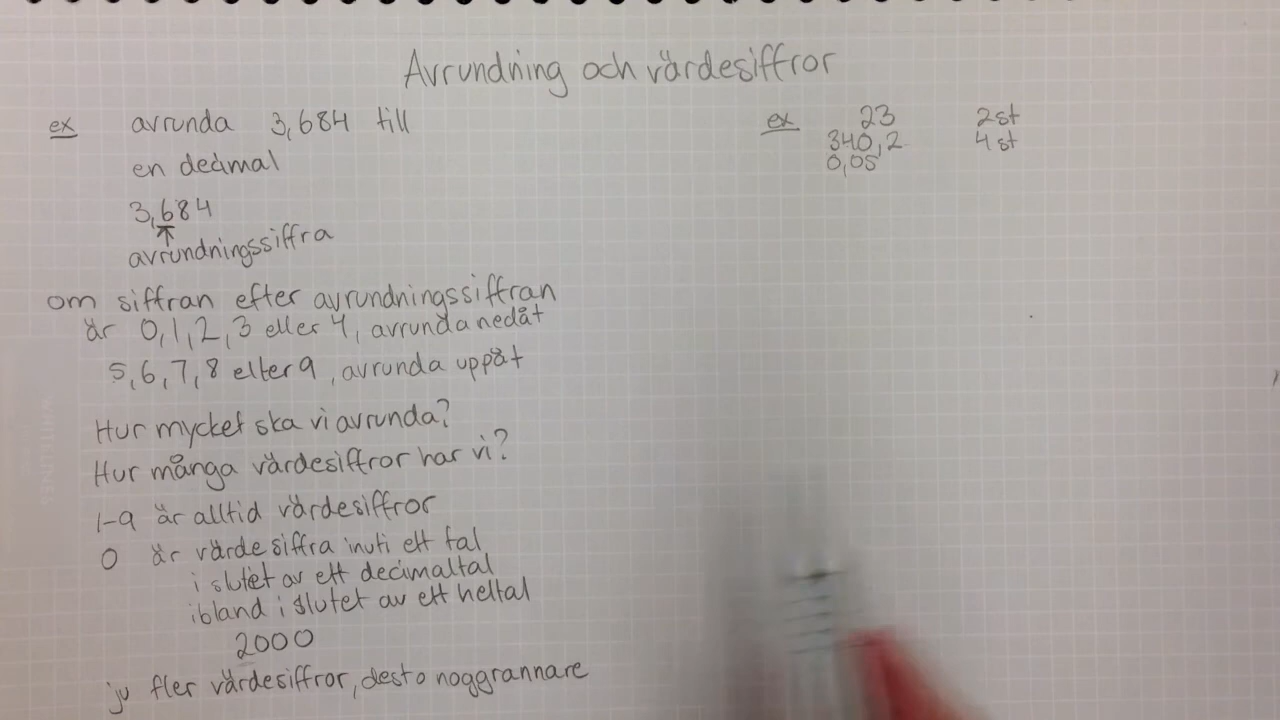 Avrundning och värdesiffror
ex avrunda 3,684 till
en decimal
3,684
avrundningssiffra
om siffran efter avrundningssiffran
är 0,1,2,3 eller 4, avrunda nedåt
5,6,7,8 eller 9, avrunda uppåt
Hur mycket ska vi avrunda?
Hur många värdesiffror har vi?
1-9 är alltid värdesiffror
0 är värdesiffra inuti ett tal
i slutet av ett decimaltal
ibland i slutet av ett heltal
2000
ju fler värdesiffror, desto noggrannare
ex 23 2st
340,2 4 st
0,05